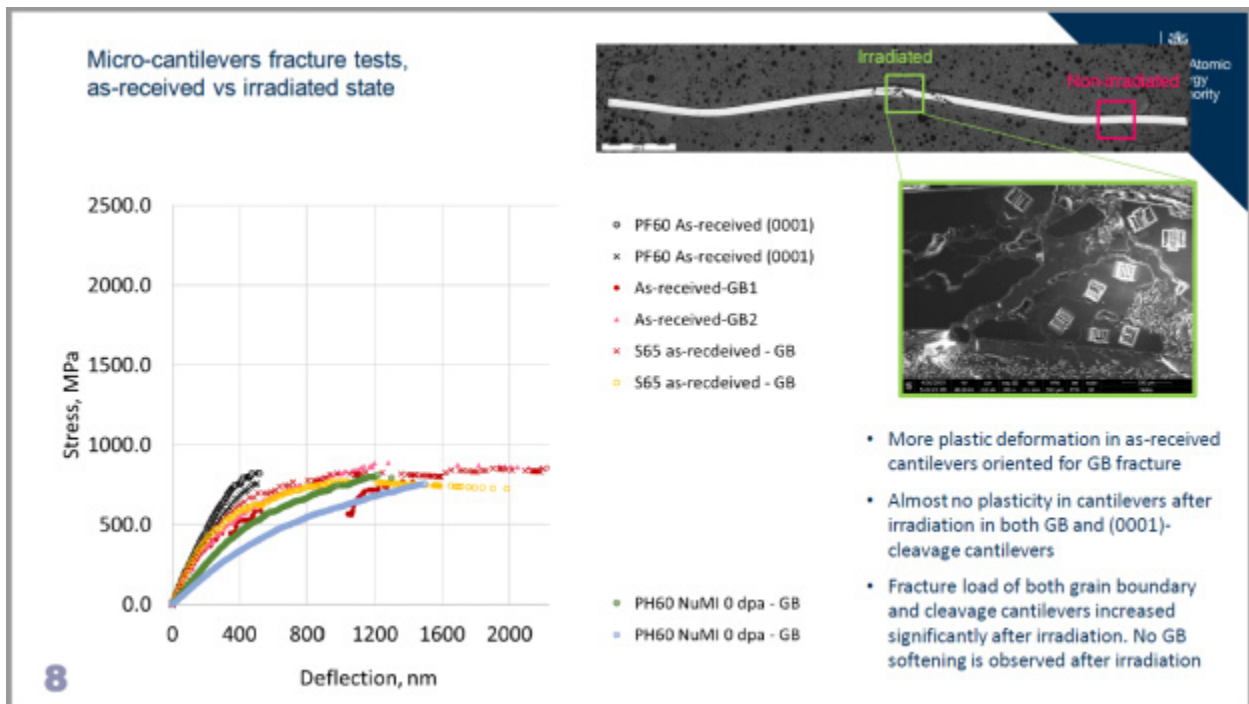 Micro-cantilevers fracture tests,
as-received vs irradiated state
Irradiated
Non-irradiated
Atomic
rgy
ority
2500.0
2000.0
1500.0
1000.0
500.0
0.0
Stress, MPa
0 400 800 1200 1600 2000
Deflection, nm
PF60 As-received (0001)
PF60 As-received (0001)
As-received-GB1
As-received-GB2
S65 as-recdeived - GB
S65 as-recdeived - GB
PH60 NuMI 0 dpa - GB
PH60 NuMI 0 dpa - GB
• More plastic deformation in as-received
cantilevers oriented for GB fracture
• Almost no plasticity in cantilevers after
irradiation in both GB and (0001)-
cleavage cantilevers
• Fracture load of both grain boundary
and cleavage cantilevers increased
significantly after irradiation. No GB
softening is observed after irradiation
8